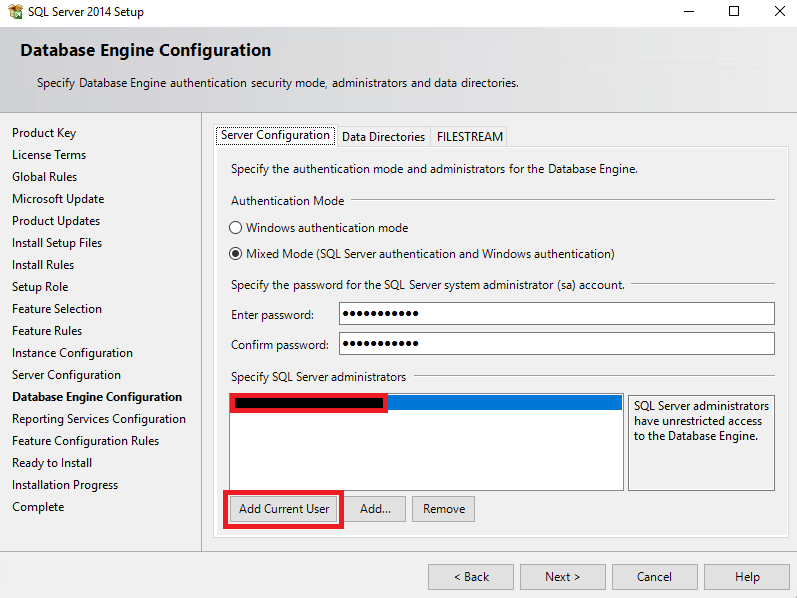 SQL Server 2014 Setup
Database Engine Configuration
Specify Database Engine authentication security mode, administrators and data directories.
Product Key
License Terms
Global Rules
Microsoft Update
Product Updates
Install Setup Files
Install Rules
Setup Role
Feature Selection
Feature Rules
Instance Configuration
Server Configuration
Database Engine Configuration
Reporting Services Configuration
Feature Configuration Rules
Ready to Install
Installation Progress
Complete
Server Configuration Data Directories FILESTREAM
Specify the authentication mode and administrators for the Database Engine.
Authentication Mode
Windows authentication mode
Mixed Mode (SQL Server authentication and Windows authentication)
Specify the password for the SQL Server system administrator (sa) account.
Enter password: ●●●●●●●●●●●
Confirm password: ●●●●●●●●●●●
Specify SQL Server administrators
SQL Server administrators
have unrestricted access
to the Database Engine.
Add Current User Add... Remove
< Back Next > Cancel Help